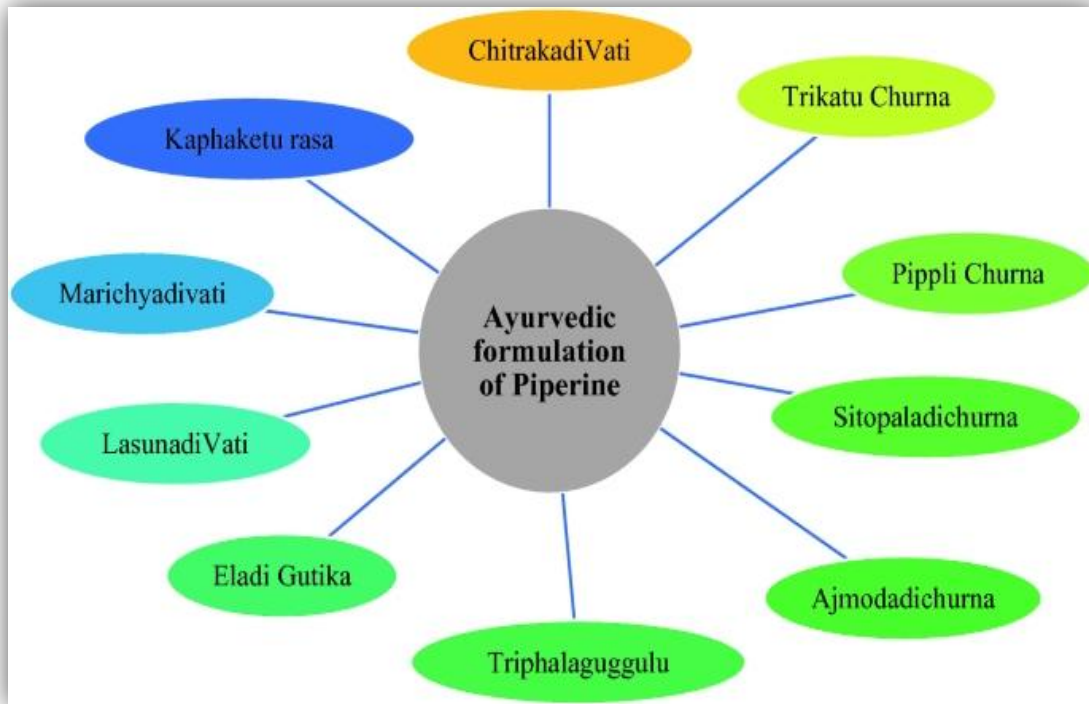 ChitrakadiVati
Trikatu Churna
Kaphaketu rasa
Pippli Churna
Marichyadivati
Ayurvedic
formulation
of Piperine
Sitopaladichurna
LasunadiVati
Eladi Gutika
Ajmodadichurna
Triphalaguggulu